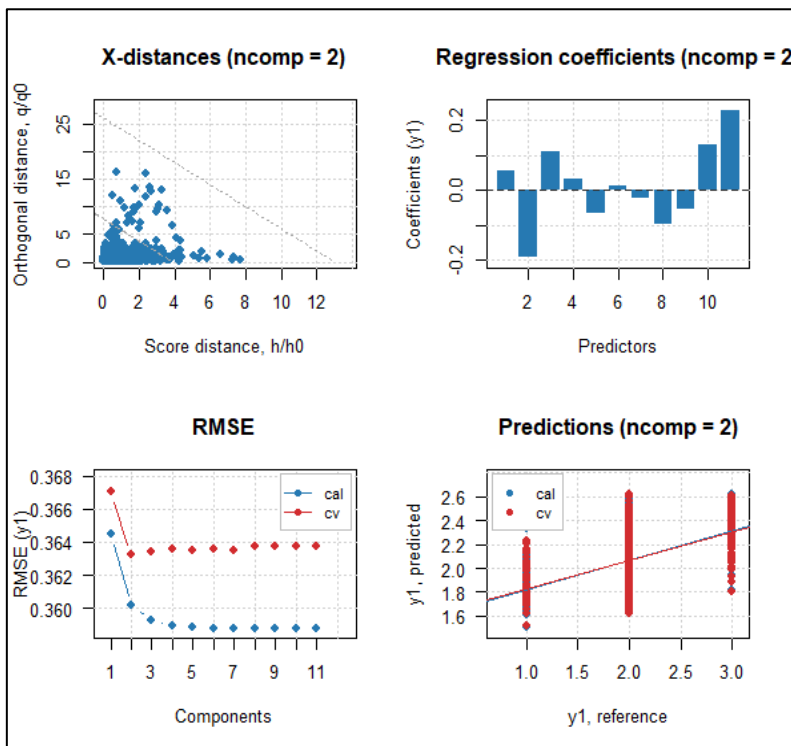 X-distances (ncomp = 2)
Orthogonal distance, q/q0
25
15
5
0
0 2 4 6 8 10 12
Score distance, h/h0
Regression coefficients (ncomp = 2
Coefficients (y1)
0.2
0.0
-0.2
2 4 6 8 10
Predictors
RMSE
RMSE (y1)
0.368
0.366
0.364
0.362
0.360
cal
cv
1 3 5 7 9 11
Components
Predictions (ncomp = 2)
y1, predicted
2.6
2.4
2.2
2.0
1.8
1.6
cal
cv
1.0 1.5 2.0 2.5 3.0
y1, reference